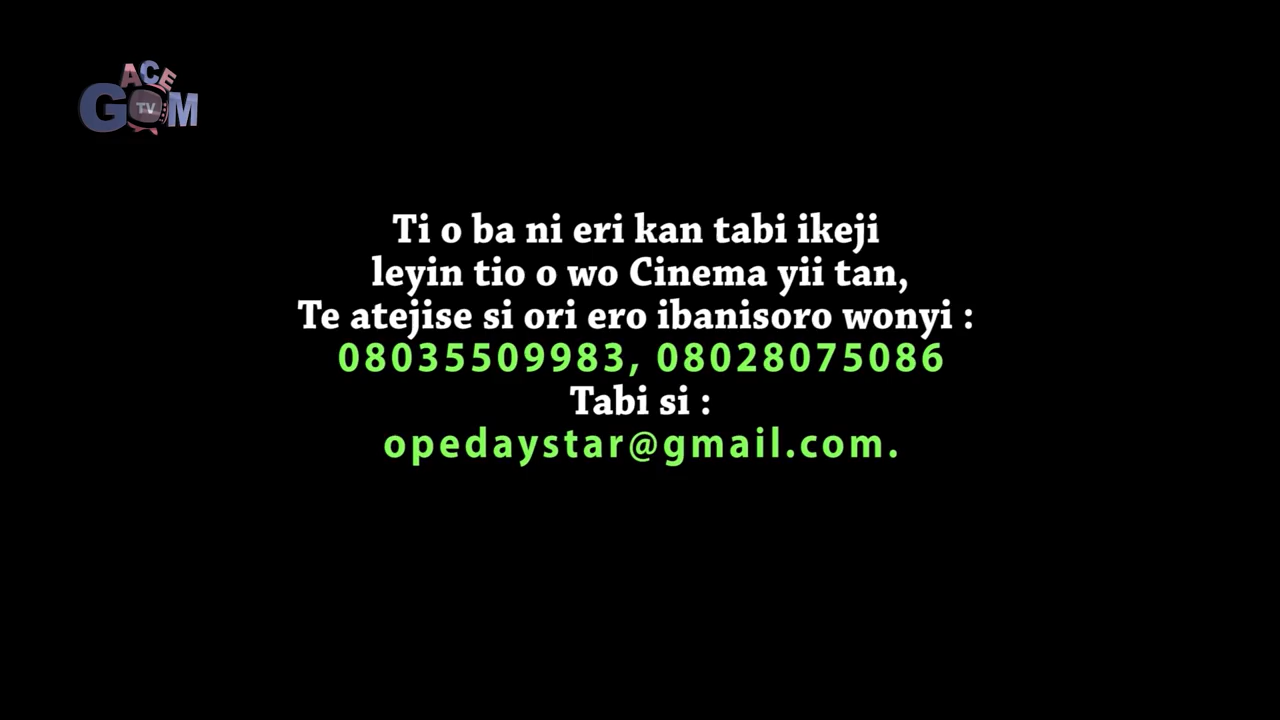 ACE
GOM
TV
Ti o ba ni eri kan tabi ikeji
leyin tio o wo Cinema yii tan,
Te atejise si ori ero ibanisoro wonyi :
08035509983, 08028075086
Tabi si :
opedaystar@gmail.com.